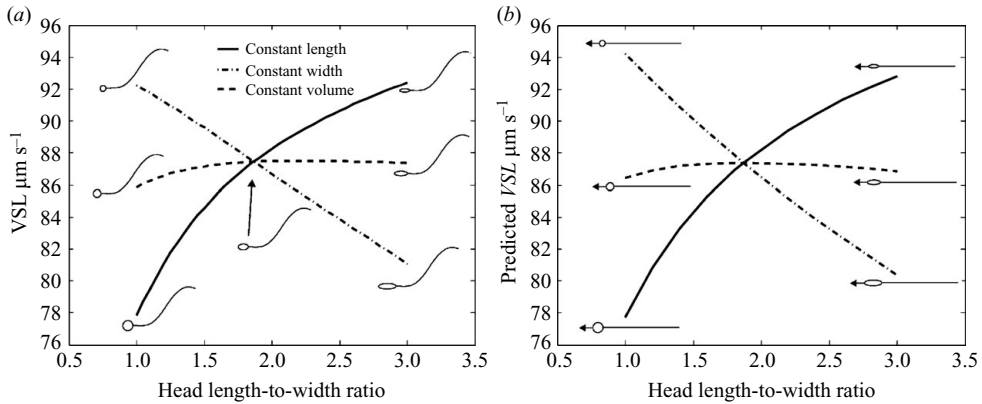 (a)
96
94
92
90
88
86
84
82
80
78
76
VSL μm s⁻¹
Constant length
Constant width
Constant volume
0.5 1.0 1.5 2.0 2.5 3.0 3.5
Head length-to-width ratio
(b)
96
94
92
90
88
86
84
82
80
78
76
Predicted VSL μm s⁻¹
0.5 1.0 1.5 2.0 2.5 3.0 3.5
Head length-to-width ratio